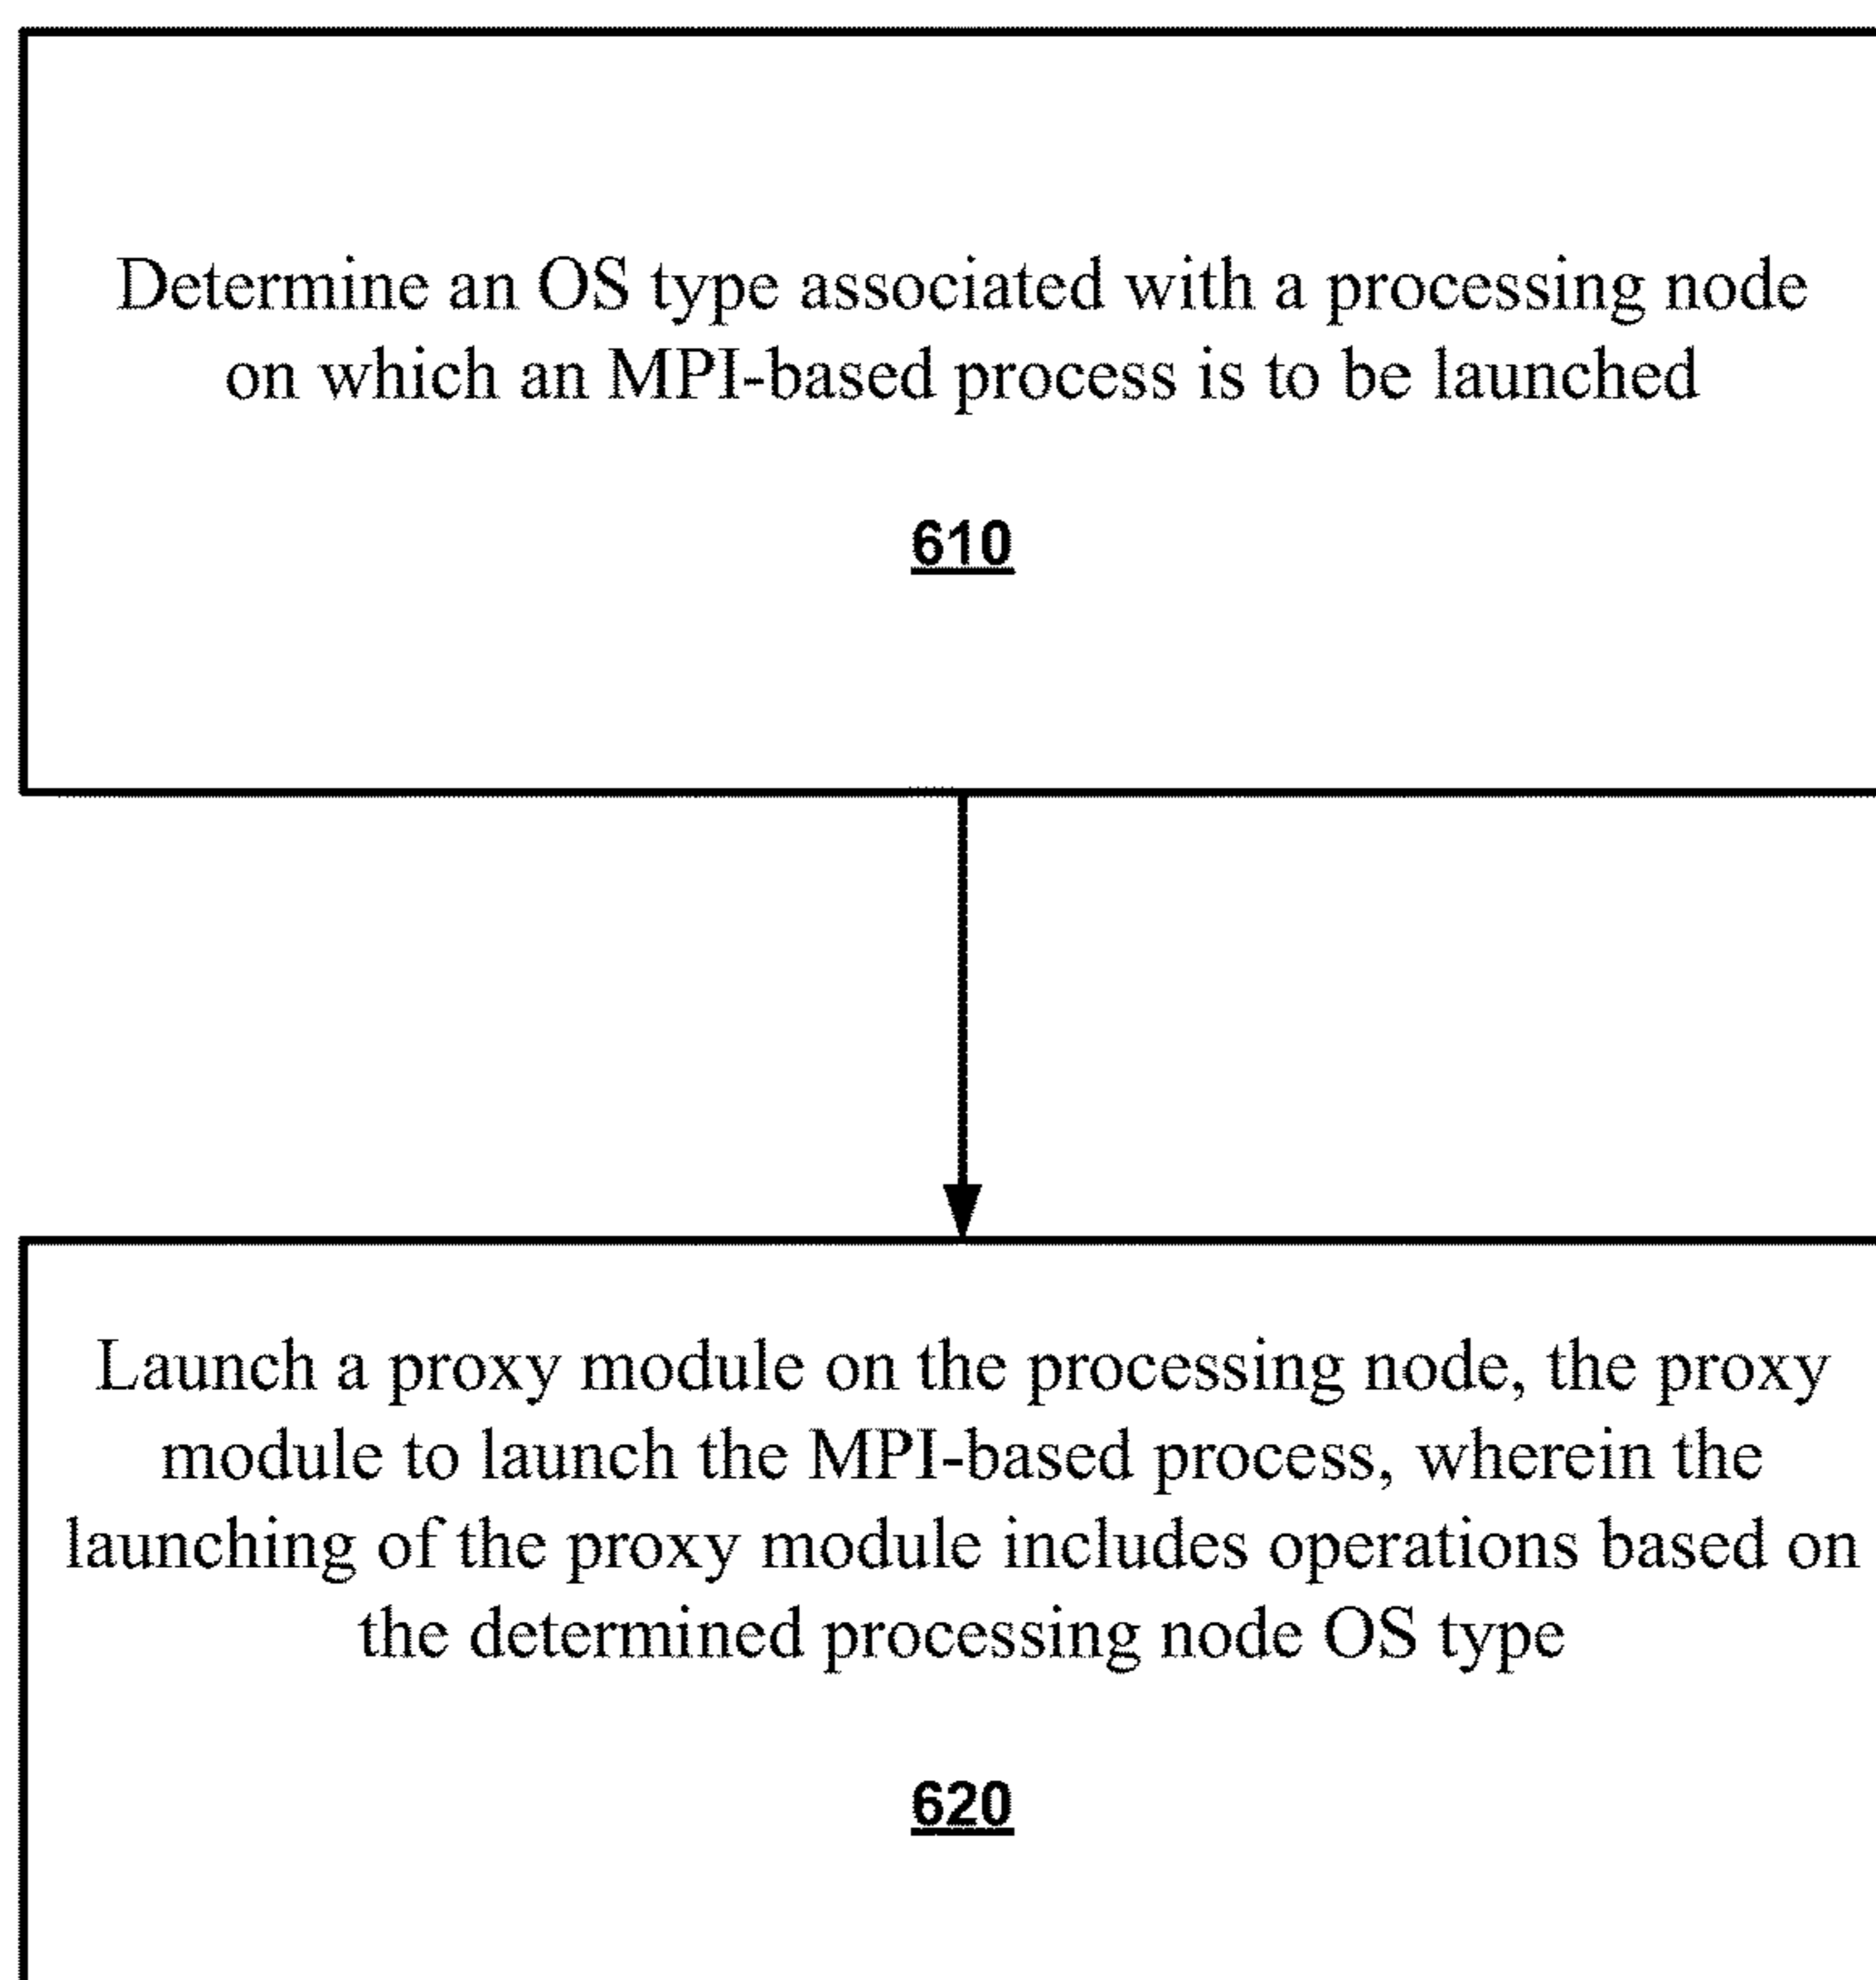 Determine an OS type associated with a processing node
on which an MPI-based process is to be launched
610
Launch a proxy module on the processing node, the proxy
module to launch the MPI-based process, wherein the
launching of the proxy module includes operations based on
the determined processing node OS type
620